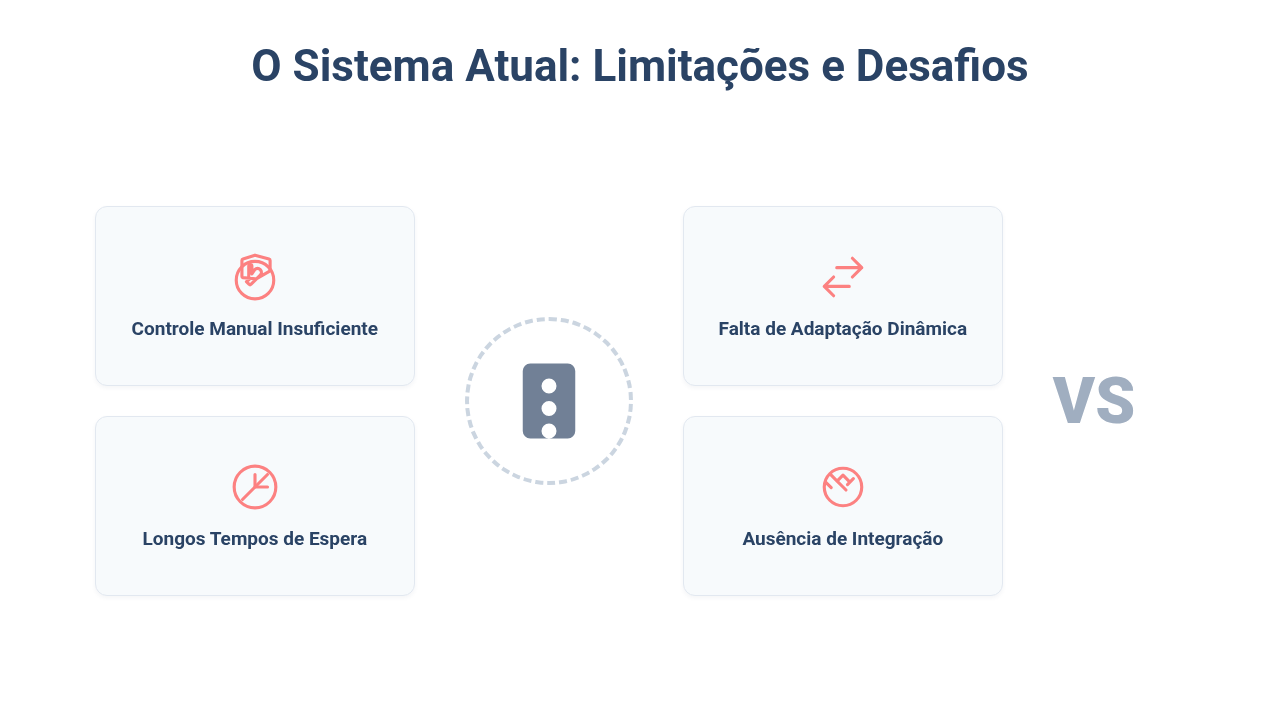 O Sistema Atual: Limitações e Desafios
Controle Manual Insuficiente
Longos Tempos de Espera
Falta de Adaptação Dinâmica
Ausência de Integração
VS